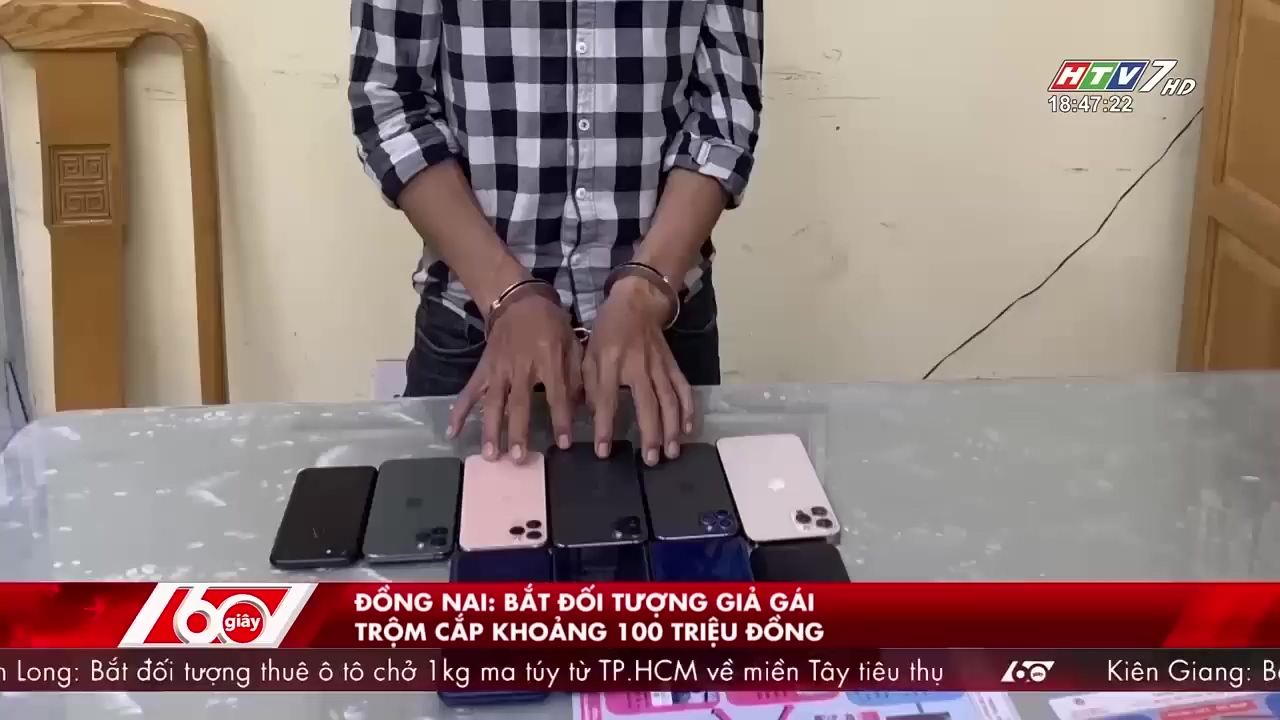 HTV7 HD
18:47:22
60 giây
ĐỒNG NAI: BẮT ĐỐI TƯỢNG GIẢ GÁI
TRỘM CẮP KHOẢNG 100 TRIỆU ĐỒNG
Long: Bắt đối tượng thuê ô tô chở 1kg ma túy từ TP.HCM về miền Tây tiêu thụ 60 giây Kiên Giang: